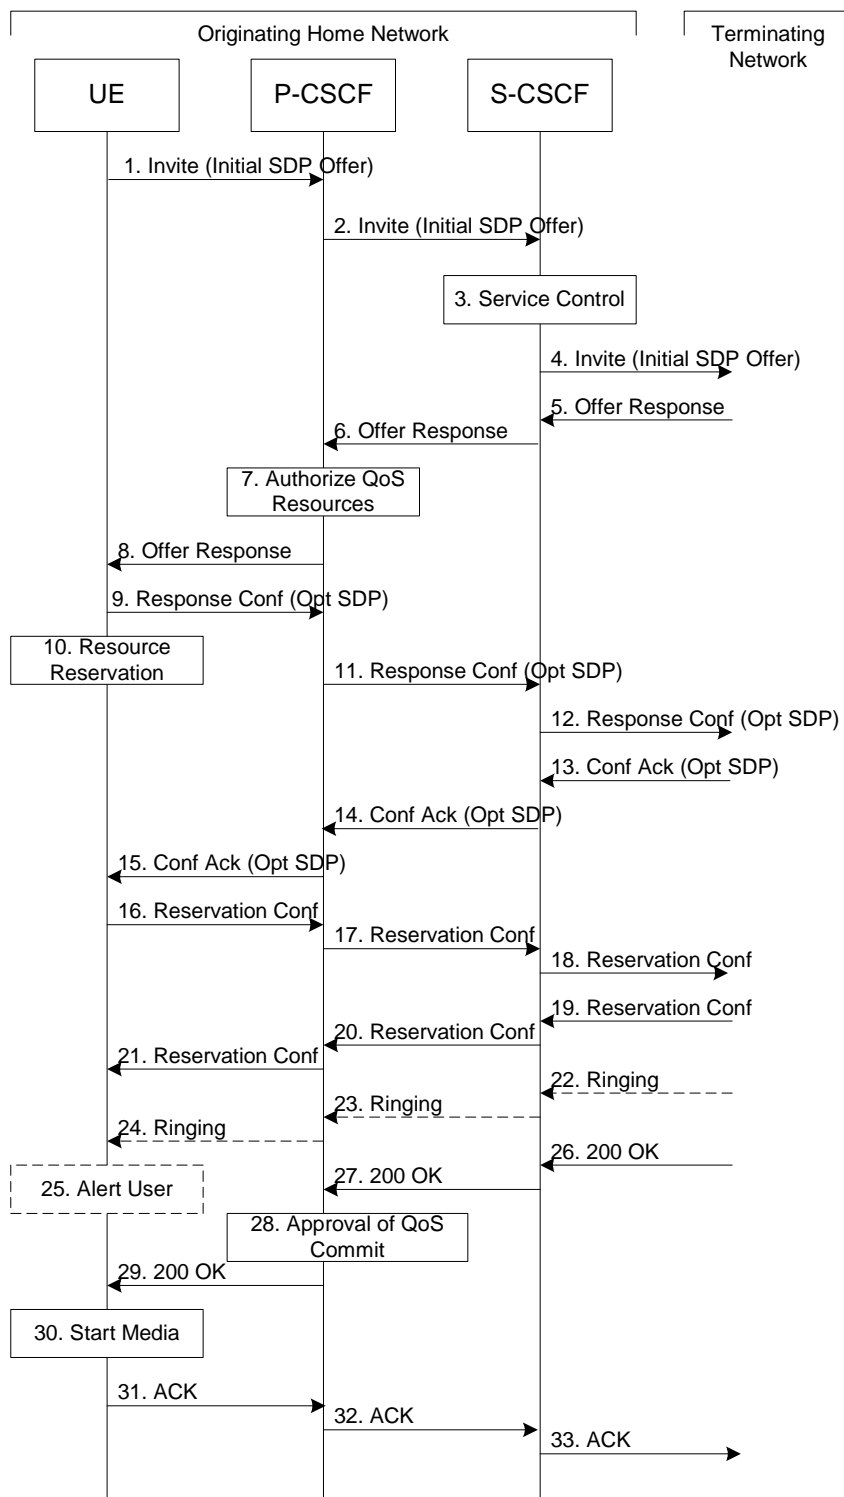 Originating Home Network
Terminating
Network
UE
P-CSCF
S-CSCF
1. Invite (Initial SDP Offer)
2. Invite (Initial SDP Offer)
3. Service Control
4. Invite (Initial SDP Offer)
5. Offer Response
6. Offer Response
7. Authorize QoS
Resources
8. Offer Response
9. Response Conf (Opt SDP)
10. Resource
Reservation
11. Response Conf (Opt SDP)
12. Response Conf (Opt SDP)
13. Conf Ack (Opt SDP)
14. Conf Ack (Opt SDP)
15. Conf Ack (Opt SDP)
16. Reservation Conf
17. Reservation Conf
18. Reservation Conf
19. Reservation Conf
20. Reservation Conf
21. Reservation Conf
22. Ringing
23. Ringing
24. Ringing
25. Alert User
26. 200 OK
27. 200 OK
28. Approval of QoS
Commit
29. 200 OK
30. Start Media
31. ACK
32. ACK
33. ACK